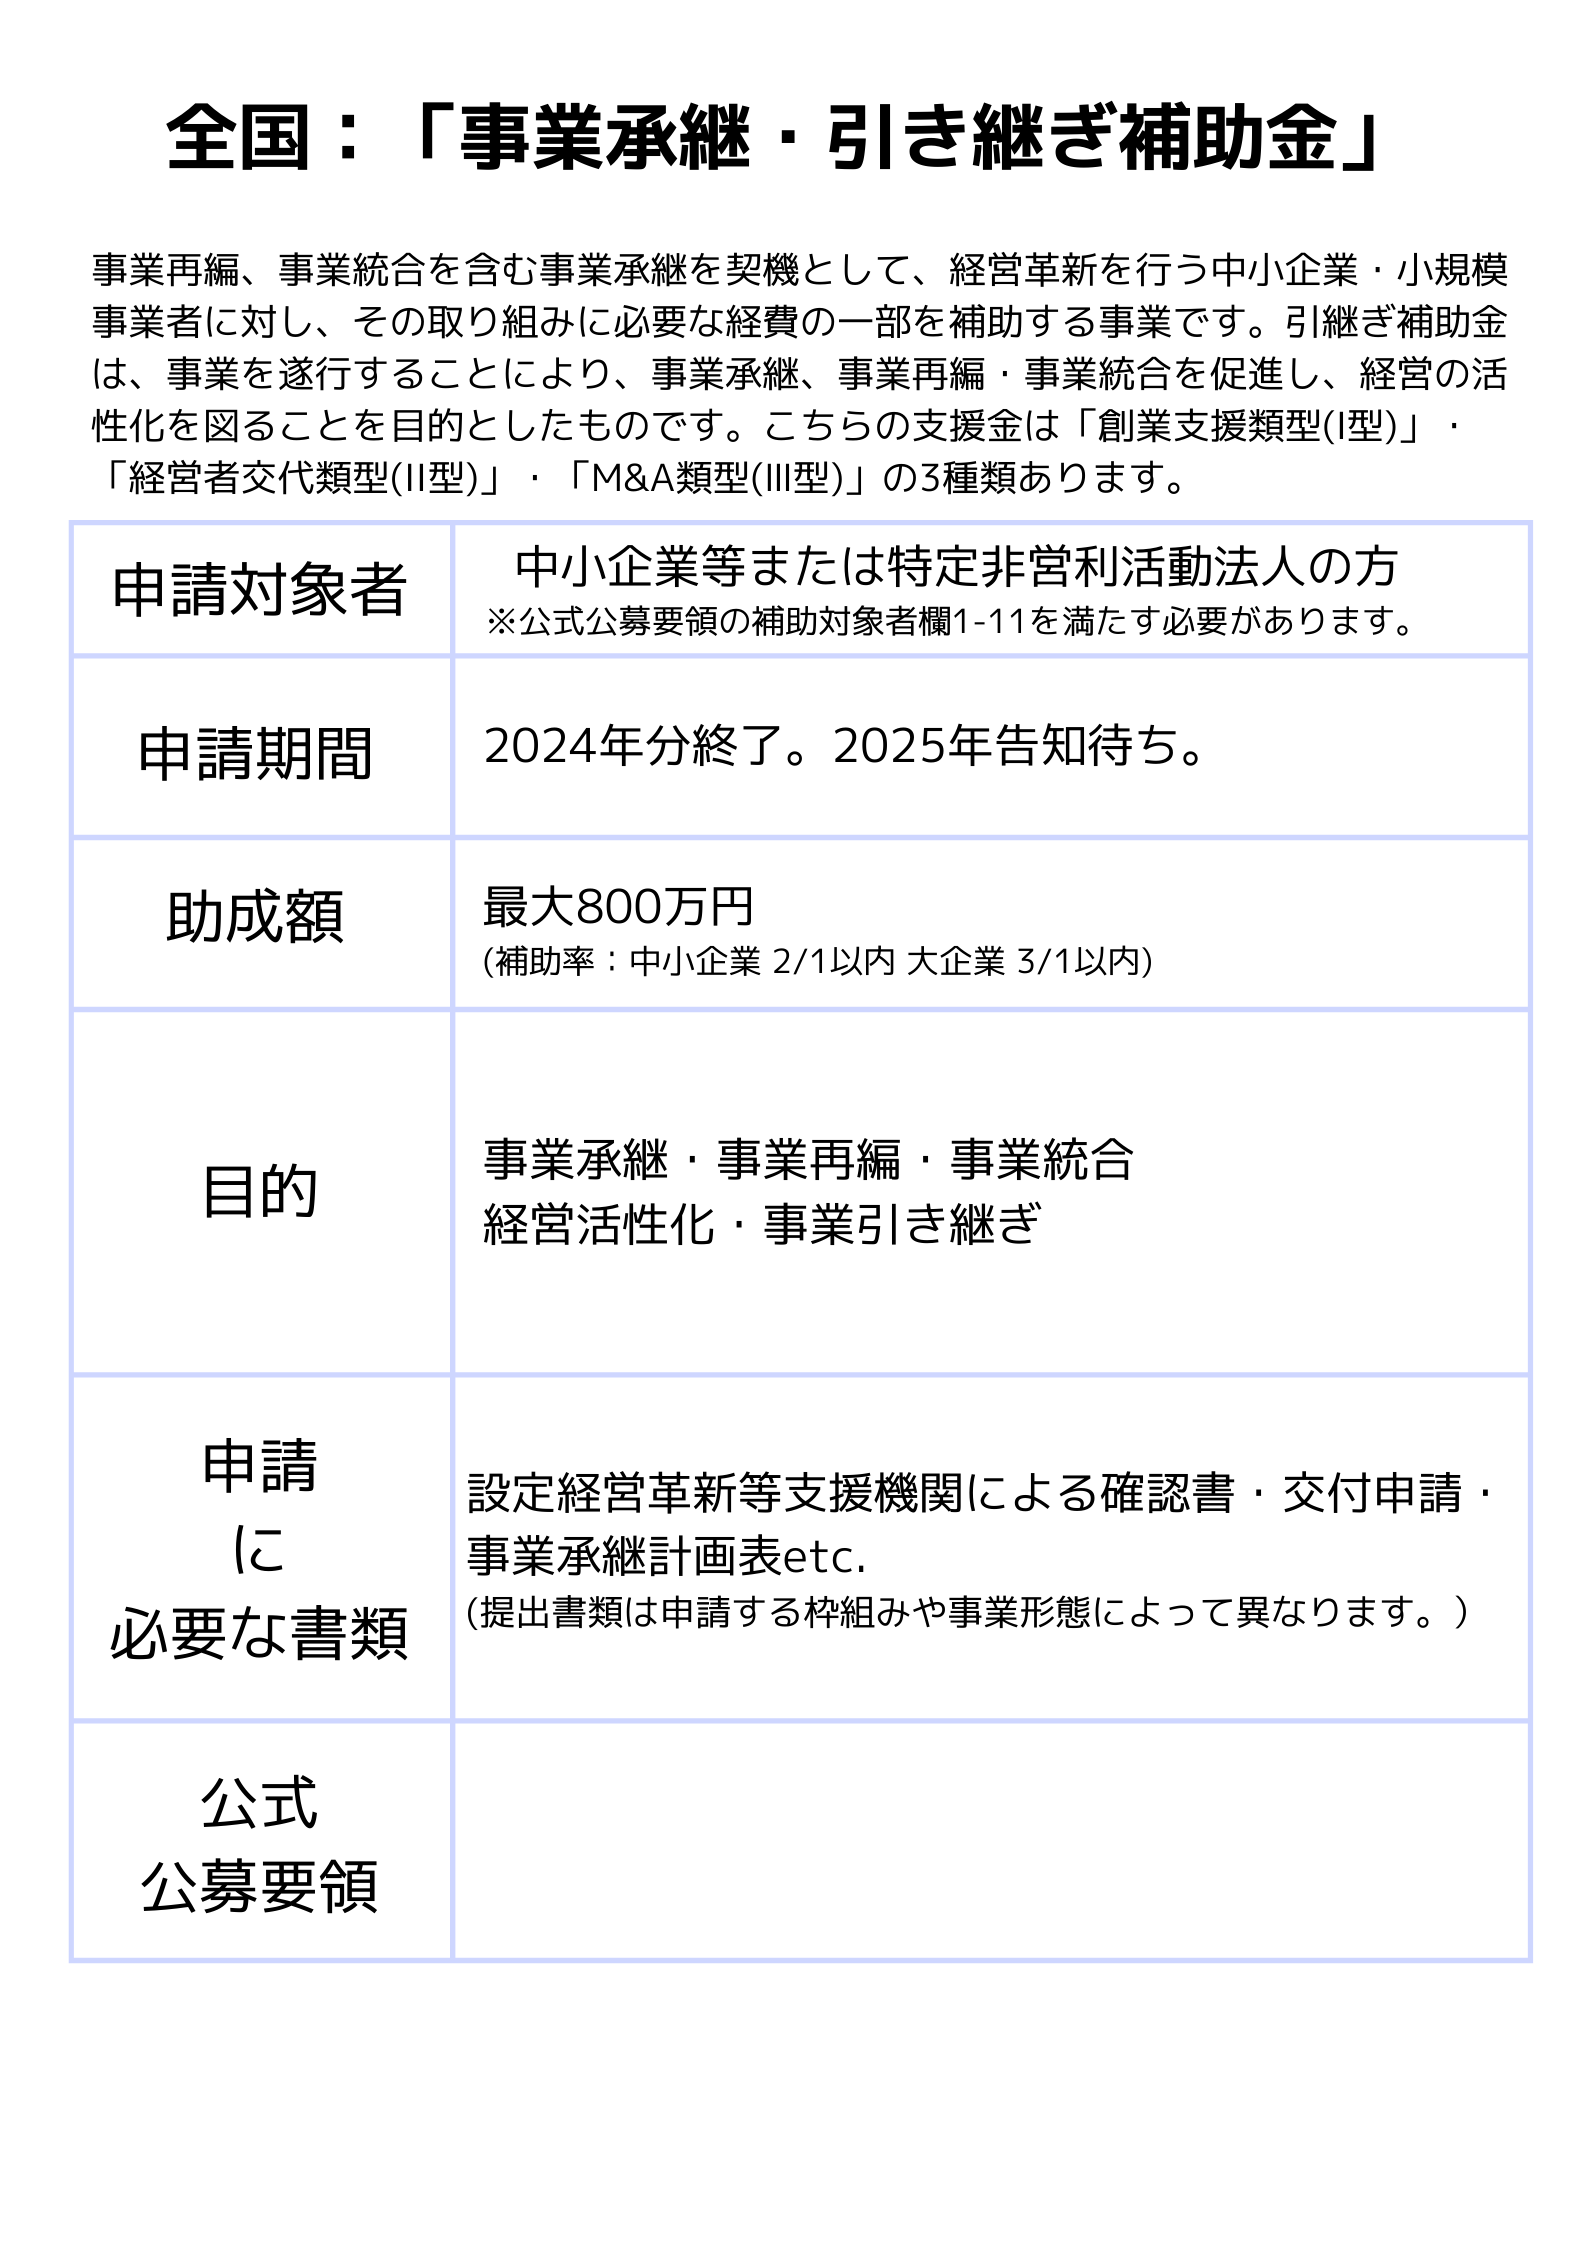 全国：「事業承継・引き継ぎ補助金」
事業再編、事業統合を含む事業承継を契機として、経営革新を行う中小企業・小規模
事業者に対し、その取り組みに必要な経費の一部を補助する事業です。引継ぎ補助金
は、事業を遂行することにより、事業承継、事業再編・事業統合を促進し、経営の活
性化を図ることを目的としたものです。こちらの支援金は「創業支援類型(I型)」・
「経営者交代類型(II型)」・「M&A類型(III型)」の3種類あります。
申請対象者
中小企業等または特定非営利活動法人の方
※公式公募要領の補助対象者欄1-11を満たす必要があります。
申請期間
2024年分終了。2025年告知待ち。
助成額
最大800万円
(補助率：中小企業 2/1以内 大企業 3/1以内)
目的
事業承継・事業再編・事業統合
経営活性化・事業引き継ぎ
申請
に
必要な書類
設定経営革新等支援機関による確認書・交付申請・
事業承継計画表etc.
(提出書類は申請する枠組みや事業形態によって異なります。）
公式
公募要領